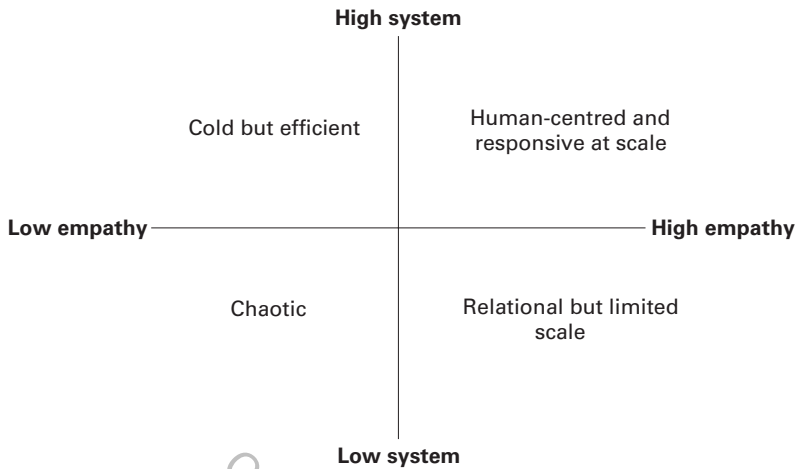 High system
Cold but efficient
Human-centred and
responsive at scale
Low empathy
High empathy
Chaotic
Relational but limited
scale
Low system